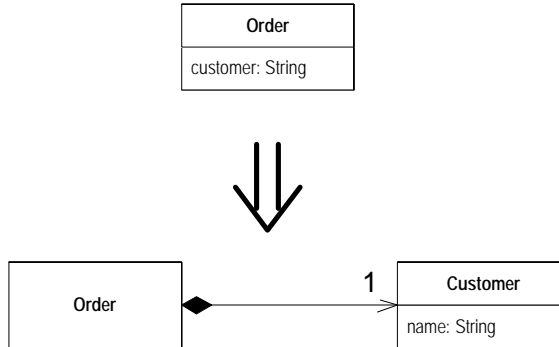 Order
customer: String
1
Order
Customer
name: String